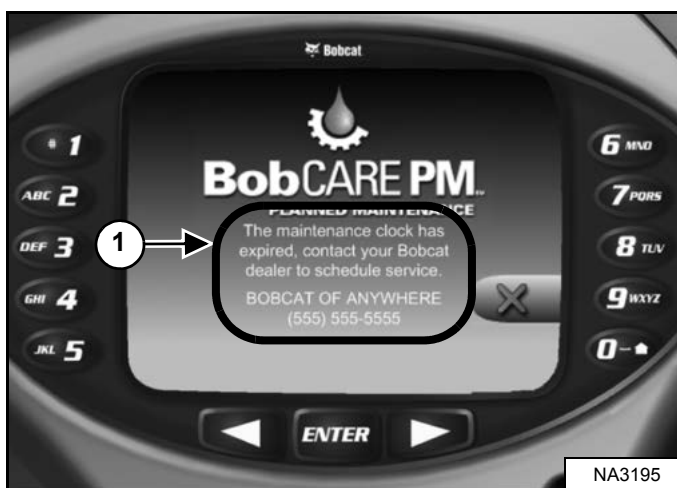 Bobcat
# 1
ABC 2
DEF 3
GHI 4
JKL 5
6 MNO
7 PQRS
8 TUV
9 WXYZ
0
BobCARE PM
PLANNED MAINTENANCE
The maintenance clock has
expired, contact your Bobcat
dealer to schedule service.
BOBCAT OF ANYWHERE
(555) 555-5555
1
ENTER
NA3195